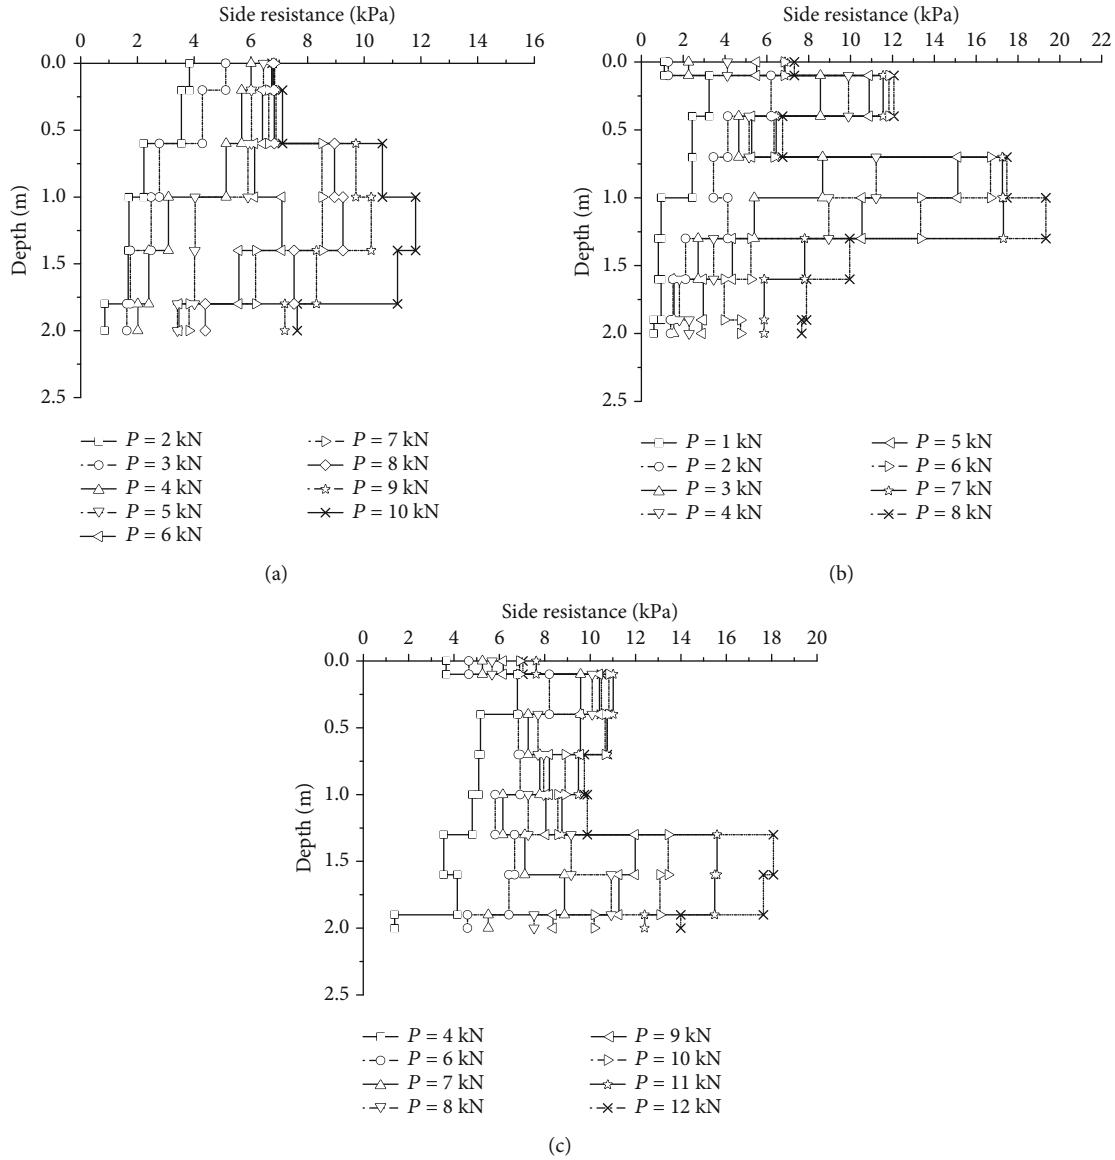 Side resistance (kPa)
0 2 4 6 8 10 12 14 16
0.0
0.5
1.0
1.5
2.0
2.5
Depth (m)
P = 2 kN
P = 3 kN
P = 4 kN
P = 5 kN
P = 6 kN
P = 7 kN
P = 8 kN
P = 9 kN
P = 10 kN
(a)
Side resistance (kPa)
0 2 4 6 8 10 12 14 16 18 20 22
0.0
0.5
1.0
1.5
2.0
2.5
Depth (m)
P = 1 kN
P = 2 kN
P = 3 kN
P = 4 kN
P = 5 kN
P = 6 kN
P = 7 kN
P = 8 kN
(b)
Side resistance (kPa)
0 2 4 6 8 10 12 14 16 18 20
0.0
0.5
1.0
1.5
2.0
2.5
Depth (m)
P = 4 kN
P = 6 kN
P = 7 kN
P = 8 kN
P = 9 kN
P = 10 kN
P = 11 kN
P = 12 kN
(c)